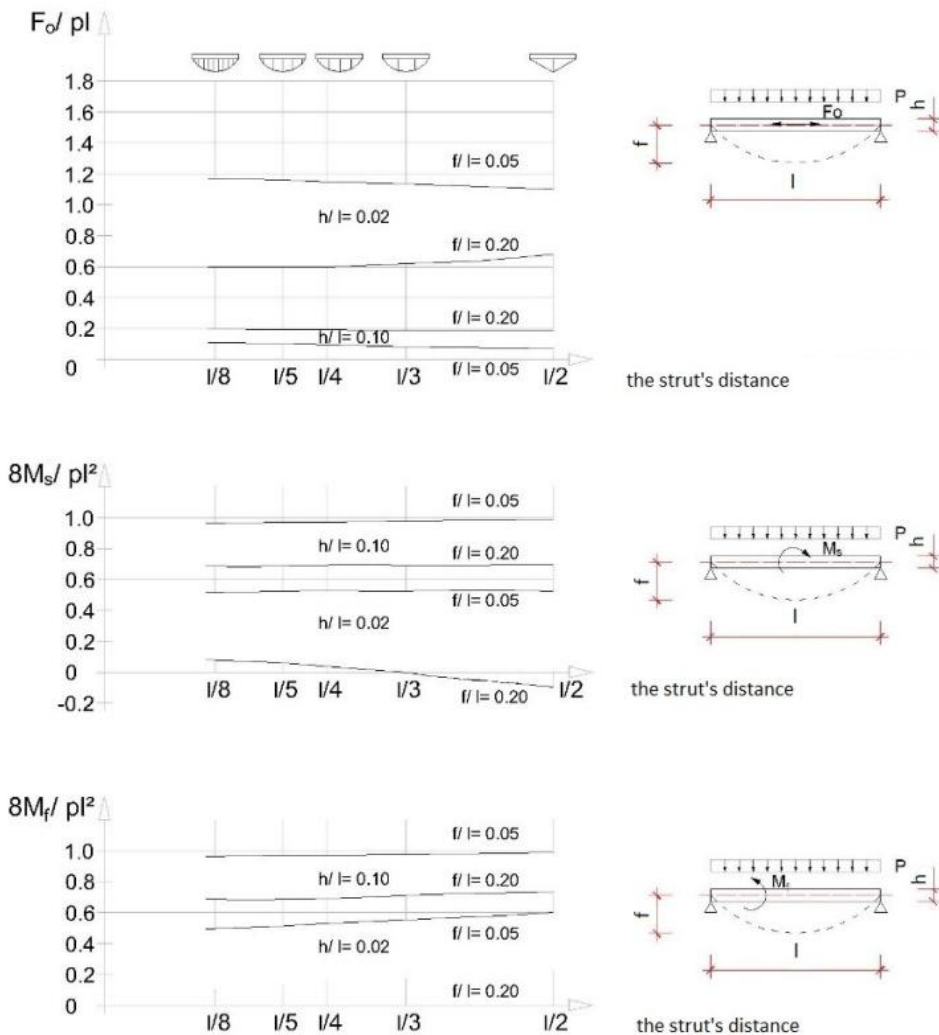 Fₒ/ pl
1.8
1.6
1.4
1.2
1.0
0.8
0.6
0.4
0.2
0
f/ l= 0.05
h/ l= 0.02
f/ l= 0.20
f/ l= 0.20
h/ l= 0.10
f/ l= 0.05
l/8
l/5
l/4
l/3
l/2
P
h
Fo
f
l
the strut's distance
8Mₛ/ pl²
1.0
0.8
0.6
0.4
0.2
0
-0.2
f/ l= 0.05
h/ l= 0.10
f/ l= 0.20
f/ l= 0.05
h/ l= 0.02
f/ l= 0.20
l/8
l/5
l/4
l/3
l/2
P
h
Mₛ
f
l
the strut's distance
8M_f/ pl²
1.0
0.8
0.6
0.4
0.2
0
f/ l= 0.05
h/ l= 0.10
f/ l= 0.20
f/ l= 0.05
h/ l= 0.02
f/ l= 0.20
l/8
l/5
l/4
l/3
l/2
P
h
f
l
the strut's distance